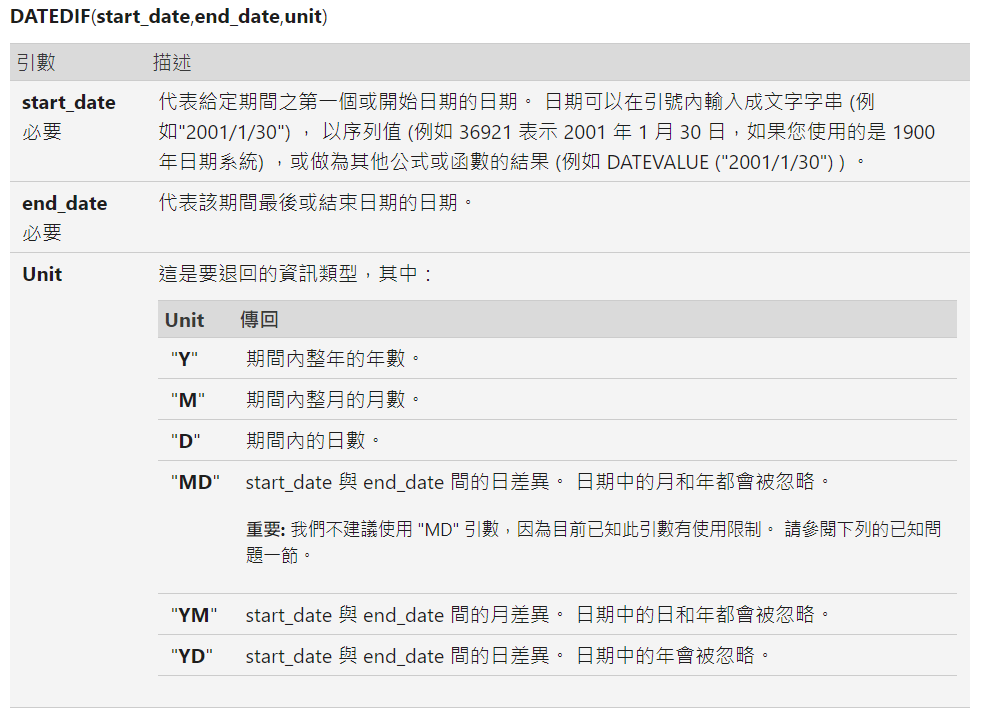 DATEDIF(start_date,end_date,unit)
引數 描述
start_date 代表給定期間之第一個或開始日期的日期。 日期可以在引號內輸入成文字字串 (例
必要 如"2001/1/30") , 以序列值 (例如 36921 表示 2001 年 1 月 30 日，如果您使用的是 1900
年日期系統) ，或做為其他公式或函數的結果 (例如 DATEVALUE ("2001/1/30") ) 。
end_date 代表該期間最後或結束日期的日期。
必要
Unit 這是要退回的資訊類型，其中：
Unit 傳回
"Y" 期間內整年的年數。
"M" 期間內整月的月數。
"D" 期間內的日數。
"MD" start_date 與 end_date 間的日差異。 日期中的月和年都會被忽略。
重要: 我們不建議使用 "MD" 引數，因為目前已知此引數有使用限制。 請參閱下列的已知問
題一節。
"YM" start_date 與 end_date 間的月差異。 日期中的日和年都會被忽略。
"YD" start_date 與 end_date 間的日差異。 日期中的年會被忽略。